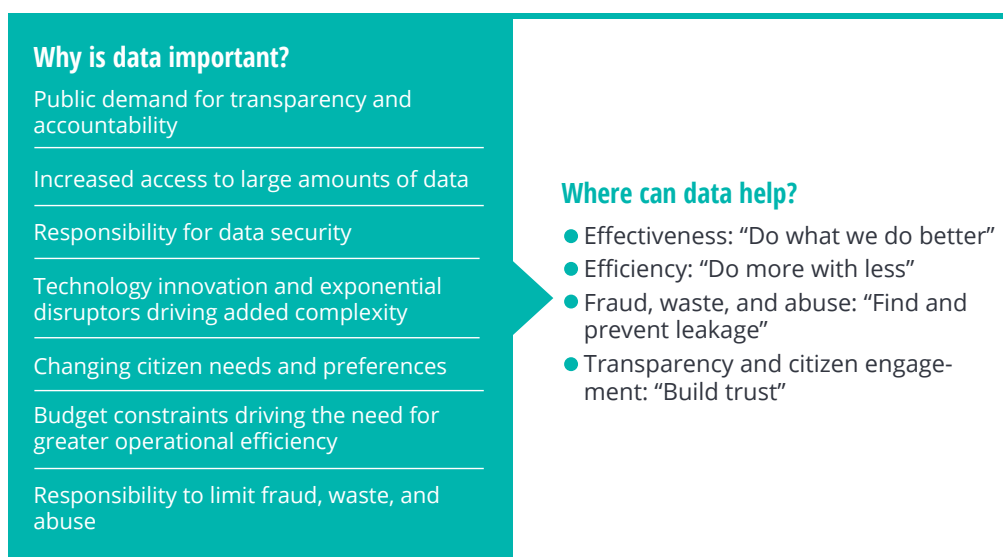 Why is data important?
Public demand for transparency and
accountability
Increased access to large amounts of data
Responsibility for data security
Technology innovation and exponential
disruptors driving added complexity
Changing citizen needs and preferences
Budget constraints driving the need for
greater operational efficiency
Responsibility to limit fraud, waste, and
abuse
Where can data help?
● Effectiveness: “Do what we do better”
● Efficiency: “Do more with less”
● Fraud, waste, and abuse: “Find and
prevent leakage”
● Transparency and citizen engage-
ment: “Build trust”